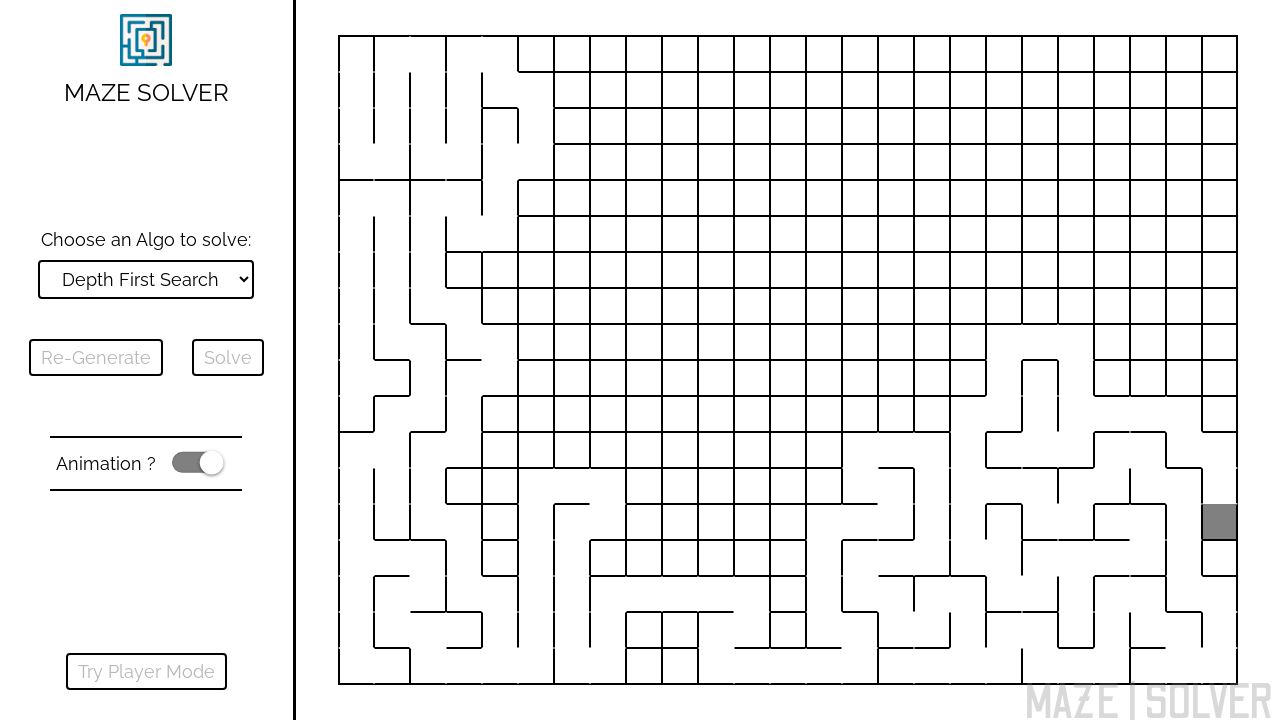 MAZE SOLVER
Choose an Algo to solve:
Depth First Search
Re-Generate
Solve
Animation ?
Try Player Mode
MAZE | SOLVER